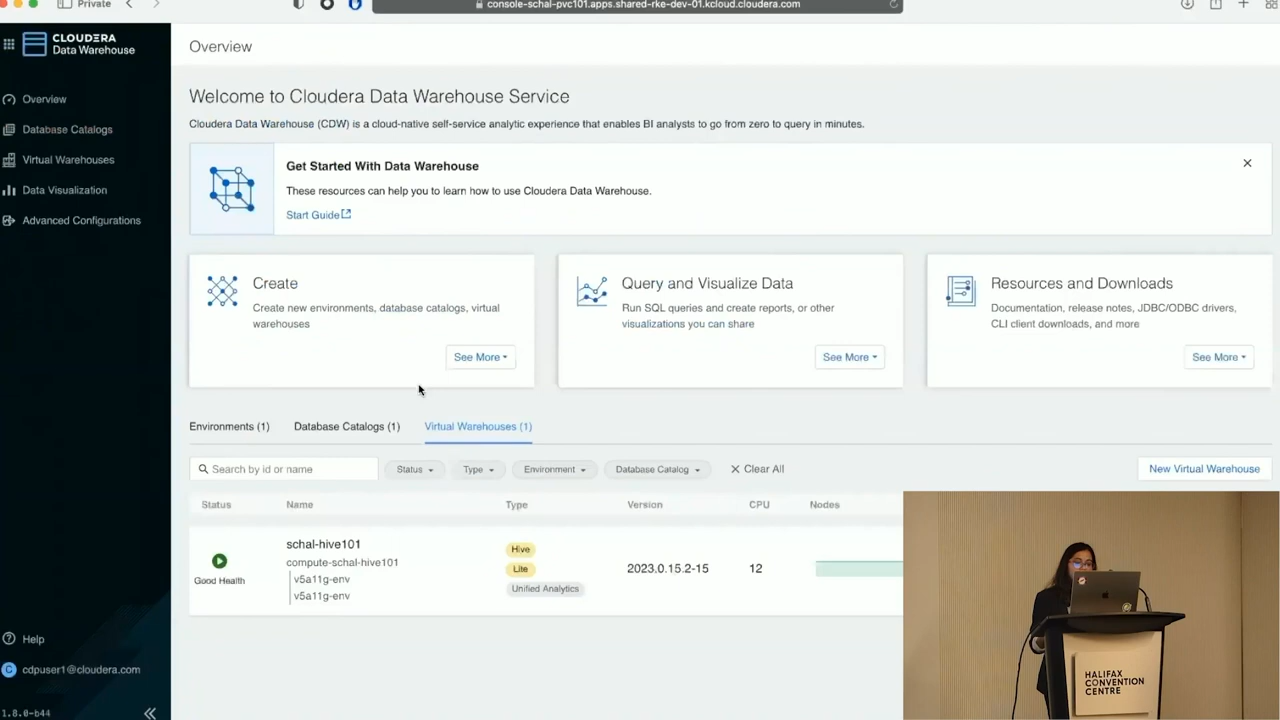 Private
console-schal-pvc101.apps.shared-rke-dev-01.kcloud.cloudera.com
CLOUDERA
Data Warehouse
Overview
Database Catalogs
Virtual Warehouses
Data Visualization
Advanced Configurations
Help
cdpuser1@cloudera.com
1.8.0-b44
Overview
Welcome to Cloudera Data Warehouse Service
Cloudera Data Warehouse (CDW) is a cloud-native self-service analytic experience that enables BI analysts to go from zero to query in minutes.
Get Started With Data Warehouse
These resources can help you to learn how to use Cloudera Data Warehouse.
Start Guide
Create
Create new environments, database catalogs, virtual
warehouses
See More
Query and Visualize Data
Run SQL queries and create reports, or other
visualizations you can share
See More
Resources and Downloads
Documentation, release notes, JDBC/ODBC drivers,
CLI client downloads, and more
See More
Environments (1) Database Catalogs (1) Virtual Warehouses (1)
Search by id or name Status Type Environment Database Catalog Clear All New Virtual Warehouse
Status Name Type Version CPU Nodes
Good Health
schal-hive101
compute-schal-hive101
v5a11g-env
v5a11g-env
Hive
Lite
Unified Analytics
2023.0.15.2-15
12
HALIFAX
CONVENTION
CENTRE